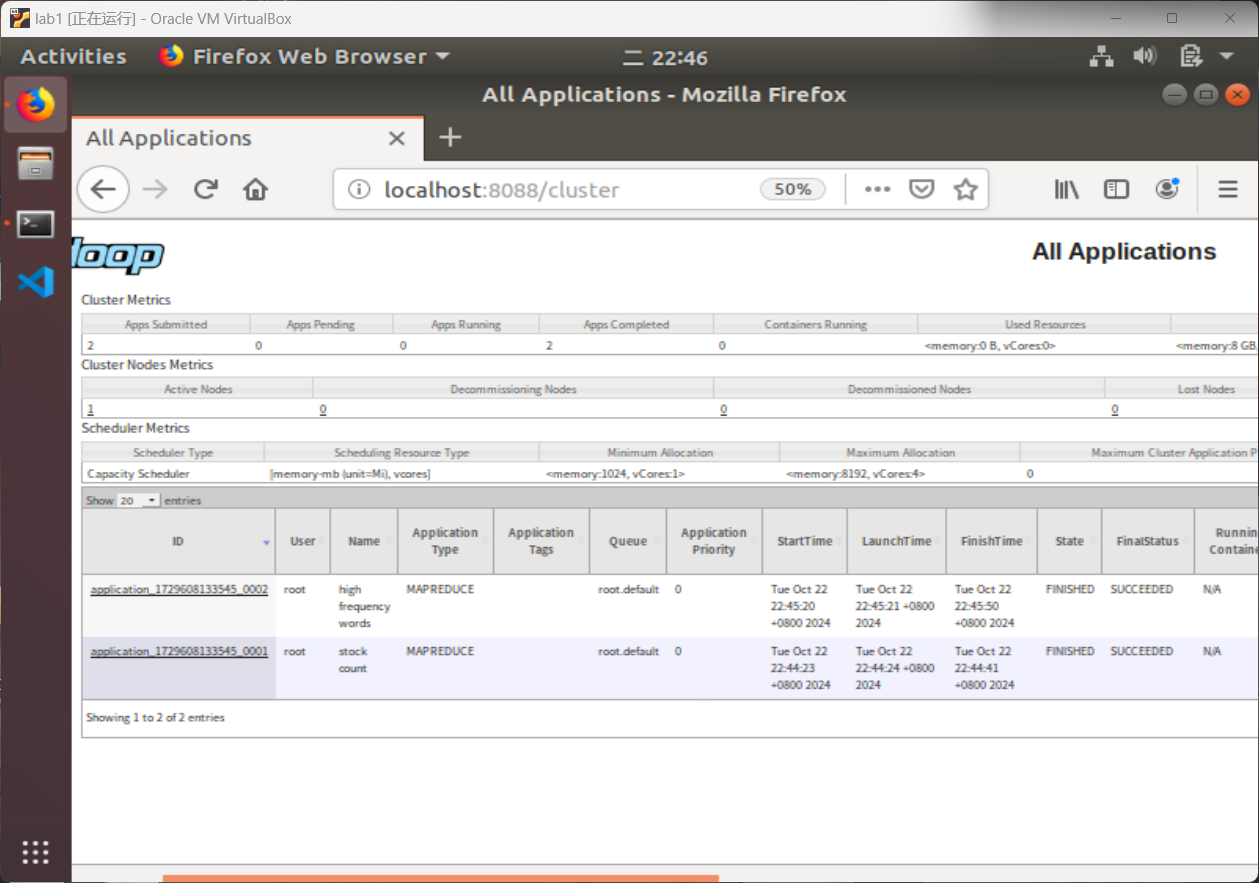 lab1 [正在运行] - Oracle VM VirtualBox
Activities Firefox Web Browser 二 22:46
All Applications - Mozilla Firefox
All Applications
localhost:8088/cluster 50%
loop All Applications
Cluster Metrics
Apps Submitted Apps Pending Apps Running Apps Completed Containers Running Used Resources
2 0 0 2 0 <memory:0 B, vCores:0> <memory:8 GB,
Cluster Nodes Metrics
Active Nodes Decommissioning Nodes Decommissioned Nodes Lost Nodes
1 0 0 0
Scheduler Metrics
Scheduler Type Scheduling Resource Type Minimum Allocation Maximum Allocation Maximum Cluster Application P
Capacity Scheduler [memory-mb (unit=Mi), vcores] <memory:1024, vCores:1> <memory:8192, vCores:4> 0
Show 20 entries
ID User Name Application Type Application Tags Queue Application Priority StartTime LaunchTime FinishTime State FinalStatus Runnin Containe
application_1729608133545_0002 root high frequency words MAPREDUCE root.default 0 Tue Oct 22 22:45:20 +0800 2024 Tue Oct 22 22:45:21 +0800 2024 Tue Oct 22 22:45:50 +0800 2024 FINISHED SUCCEEDED N/A
application_1729608133545_0001 root stock count MAPREDUCE root.default 0 Tue Oct 22 22:44:23 +0800 2024 Tue Oct 22 22:44:24 +0800 2024 Tue Oct 22 22:44:41 +0800 2024 FINISHED SUCCEEDED N/A
Showing 1 to 2 of 2 entries